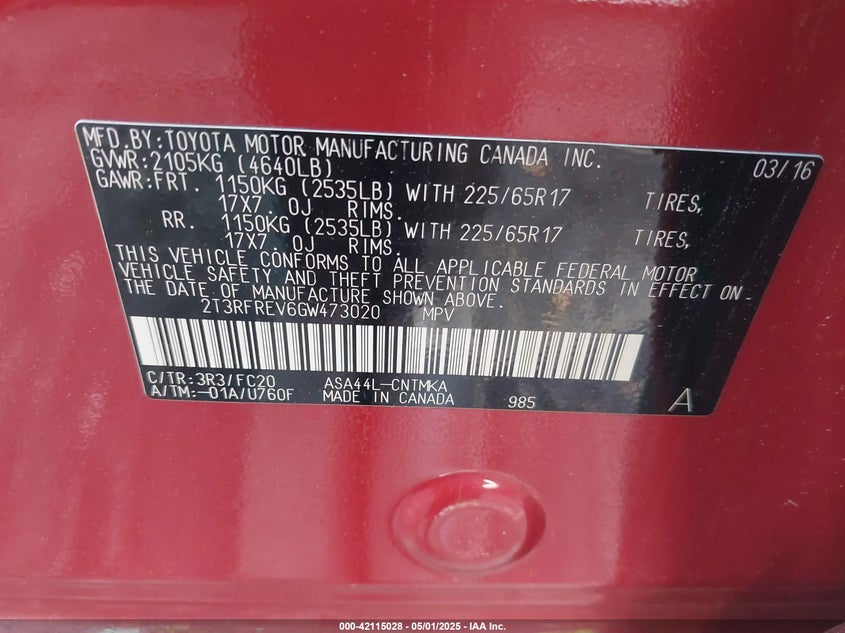 MFD.BY:TOYOTA MOTOR MANUFACTURING CANADA INC. 03/16
GVWR:2105KG (4640LB)
GAWR:FRT. 1150KG (2535LB) WITH 225/65R17 TIRES,
17X7.0J RIMS.
RR. 1150KG (2535LB) WITH 225/65R17 TIRES,
17X7.0J RIMS.
THIS VEHICLE CONFORMS TO ALL APPLICABLE FEDERAL MOTOR
VEHICLE SAFETY AND THEFT PREVENTION STANDARDS IN EFFECT ON
THE DATE OF MANUFACTURE SHOWN ABOVE.
2T3RFREV6GW473020 MPV
C/TR:3R3/FC20 ASA44L-CNTMKA
A/TM:-01A/U760F MADE IN CANADA 985 A
000-42115028 - 05/01/2025 - IAA Inc.